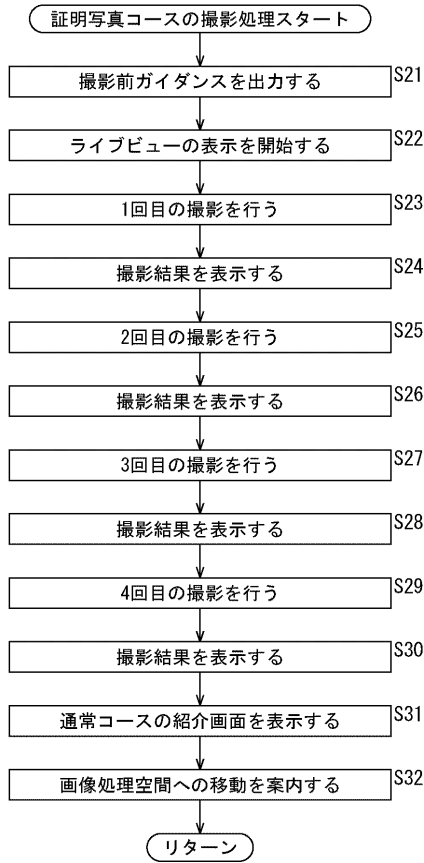 証明写真コースの撮影処理スタート
撮影前ガイダンスを出力する S21
ライブビューの表示を開始する S22
1回目の撮影を行う S23
撮影結果を表示する S24
2回目の撮影を行う S25
撮影結果を表示する S26
3回目の撮影を行う S27
撮影結果を表示する S28
4回目の撮影を行う S29
撮影結果を表示する S30
通常コースの紹介画面を表示する S31
画像処理空間への移動を案内する S32
リターン